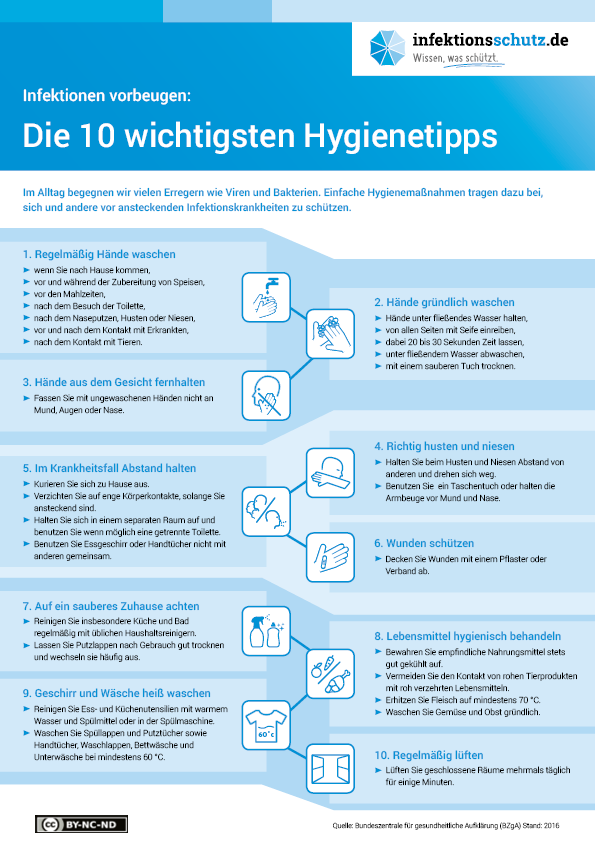 infektionsschutz.de
Wissen, was schützt.
Infektionen vorbeugen:
Die 10 wichtigsten Hygienetipps
Im Alltag begegnen wir vielen Erregern wie Viren und Bakterien. Einfache Hygienemaßnahmen tragen dazu bei,
sich und andere vor ansteckenden Infektionskrankheiten zu schützen.
1. Regelmäßig Hände waschen
wenn Sie nach Hause kommen,
vor und während der Zubereitung von Speisen,
vor den Mahlzeiten,
nach dem Besuch der Toilette,
nach dem Naseputzen, Husten oder Niesen,
vor und nach dem Kontakt mit Erkrankten,
nach dem Kontakt mit Tieren.
2. Hände gründlich waschen
Hände unter fließendes Wasser halten,
von allen Seiten mit Seife einreiben,
dabei 20 bis 30 Sekunden Zeit lassen,
unter fließendem Wasser abwaschen,
mit einem sauberen Tuch trocknen.
3. Hände aus dem Gesicht fernhalten
Fassen Sie mit ungewaschenen Händen nicht an
Mund, Augen oder Nase.
4. Richtig husten und niesen
Halten Sie beim Husten und Niesen Abstand von
anderen und drehen sich weg.
Benutzen Sie ein Taschentuch oder halten die
Armbeuge vor Mund und Nase.
5. Im Krankheitsfall Abstand halten
Kurieren Sie sich zu Hause aus.
Verzichten Sie auf enge Körperkontakte, solange Sie
ansteckend sind.
Halten Sie sich in einem separaten Raum auf und
benutzen Sie wenn möglich eine getrennte Toilette.
Benutzen Sie Essgeschirr oder Handtücher nicht mit
anderen gemeinsam.
6. Wunden schützen
Decken Sie Wunden mit einem Pflaster oder
Verband ab.
7. Auf ein sauberes Zuhause achten
Reinigen Sie insbesondere Küche und Bad
regelmäßig mit üblichen Haushaltsreinigern.
Lassen Sie Putzlappen nach Gebrauch gut trocknen
und wechseln sie häufig aus.
8. Lebensmittel hygienisch behandeln
Bewahren Sie empfindliche Nahrungsmittel stets
gut gekühlt auf.
Vermeiden Sie den Kontakt von rohen Tierprodukten
mit roh verzehrten Lebensmitteln.
Erhitzen Sie Fleisch auf mindestens 70 °C.
Waschen Sie Gemüse und Obst gründlich.
9. Geschirr und Wäsche heiß waschen
Reinigen Sie Ess- und Küchenutensilien mit warmem
Wasser und Spülmittel oder in der Spülmaschine.
Waschen Sie Spüllappen und Putztücher sowie
Handtücher, Waschlappen, Bettwäsche und
Unterwäsche bei mindestens 60 °C.
60°C
10. Regelmäßig lüften
Lüften Sie geschlossene Räume mehrmals täglich
für einige Minuten.
cc BY-NC-ND
Quelle: Bundeszentrale für gesundheitliche Aufklärung (BZgA) Stand: 2016